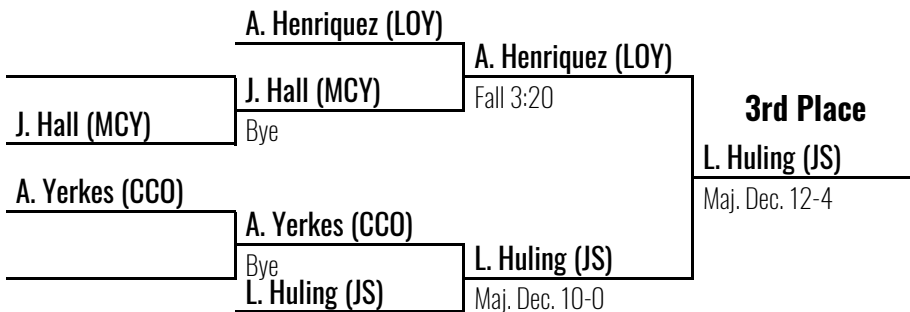 A. Henriquez (LOY)
A. Henriquez (LOY)
J. Hall (MCY)
Fall 3:20
3rd Place
J. Hall (MCY)
Bye
L. Huling (JS)
A. Yerkes (CCO)
Maj. Dec. 12-4
A. Yerkes (CCO)
L. Huling (JS)
Bye
L. Huling (JS)
Maj. Dec. 10-0